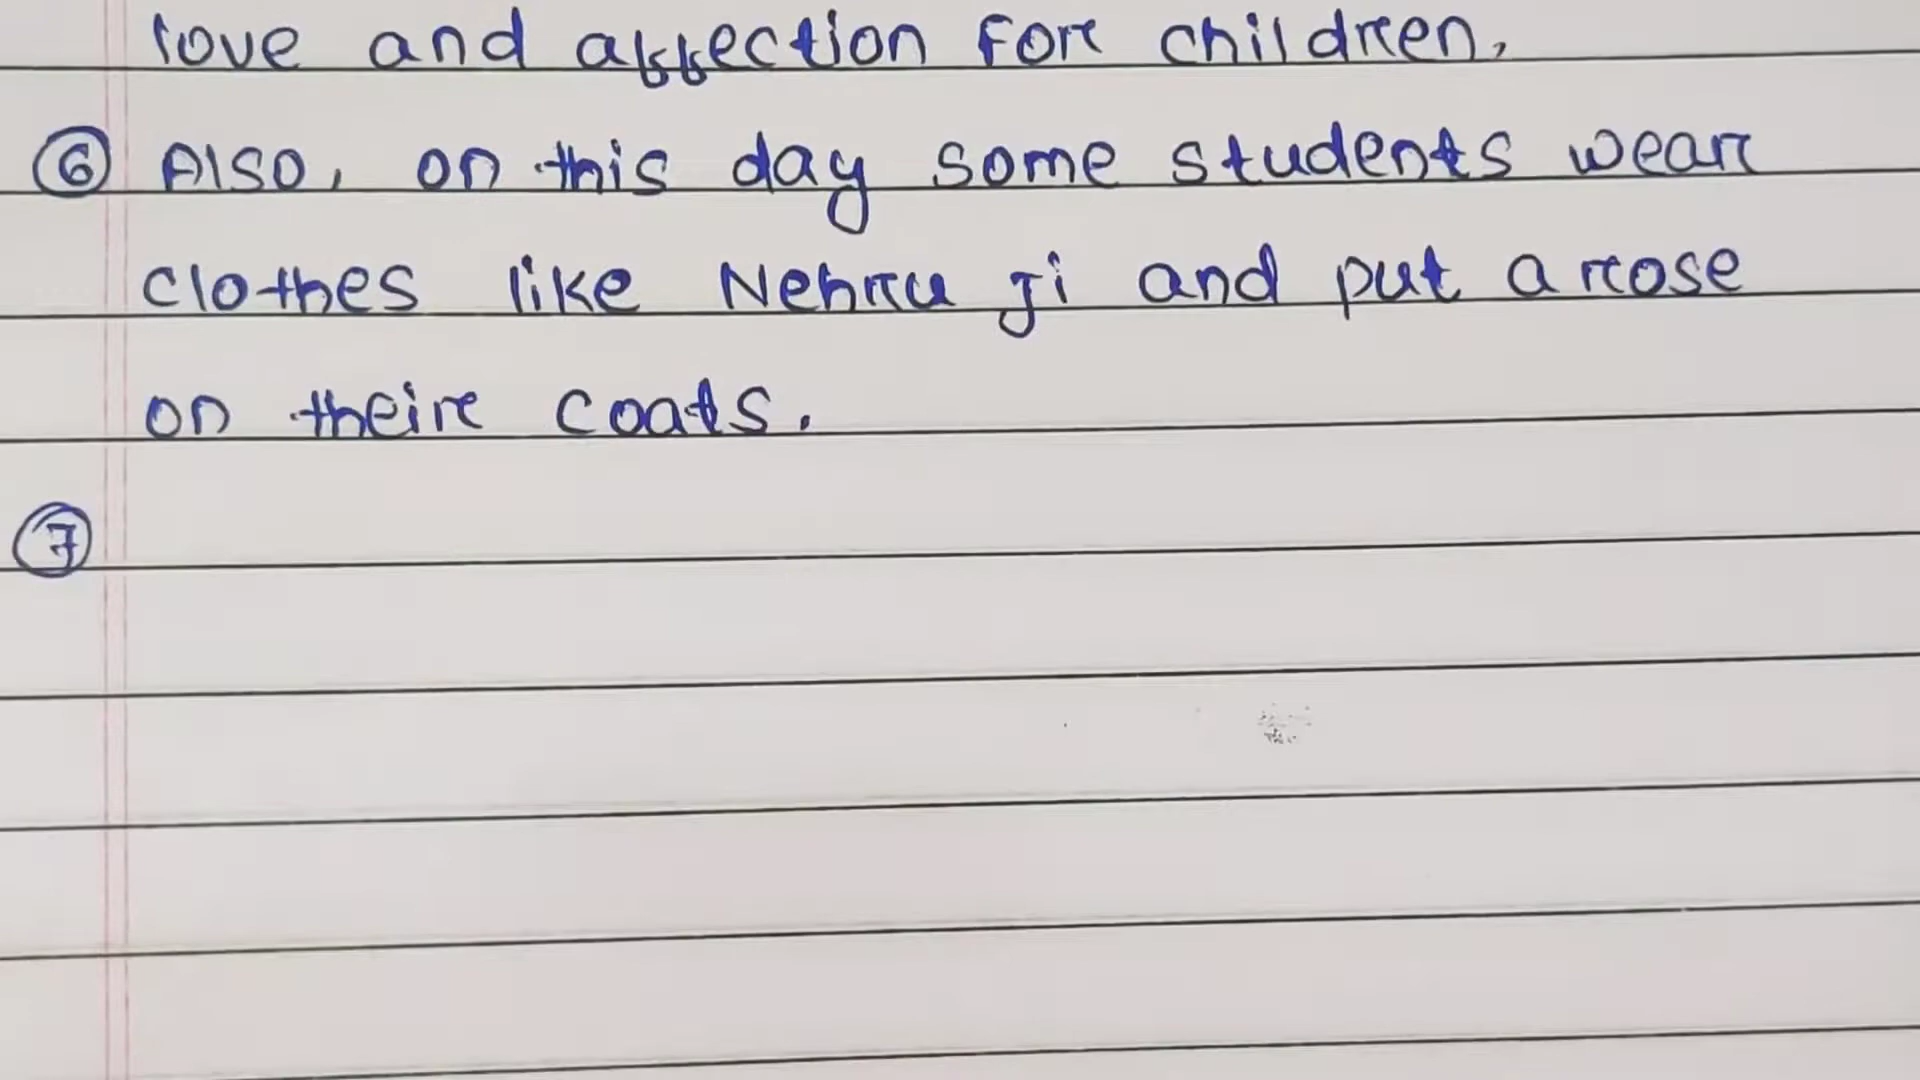 love and affection for children.
⑥ Also, on this day some students wear
clothes like Nehru Ji and put a rose
on their coats.
⑦